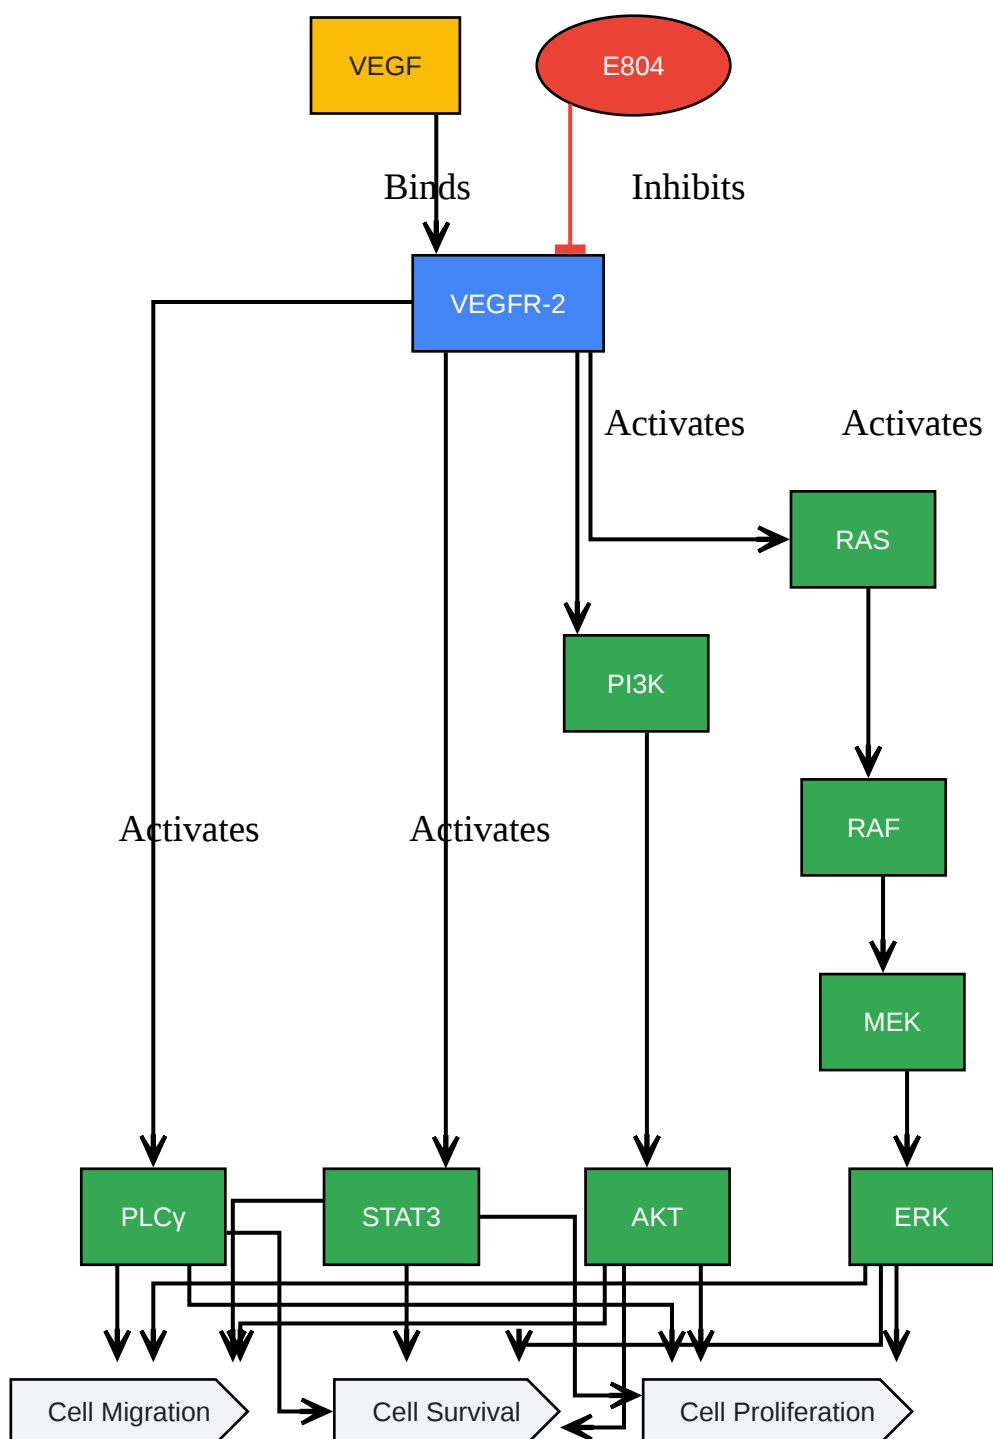 VEGF
E804
Binds
Inhibits
VEGFR-2
Activates
Activates
RAS
PI3K
Activates
Activates
RAF
MEK
PLCγ
STAT3
AKT
ERK
Cell Migration
Cell Survival
Cell Proliferation